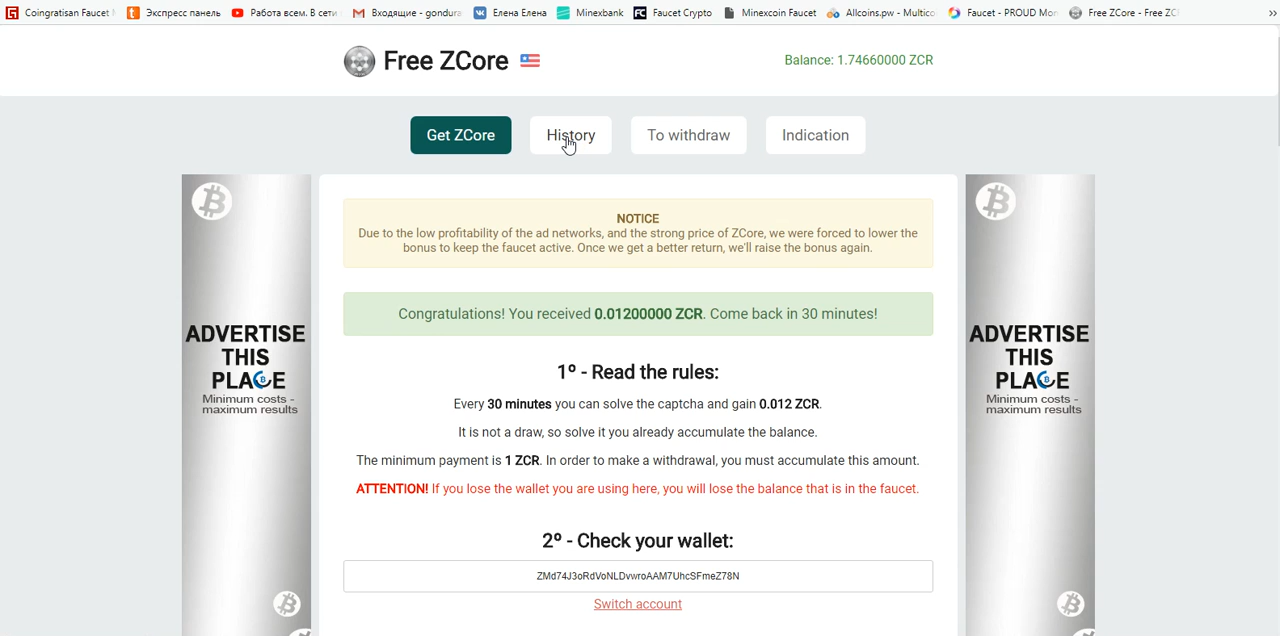 Coingratisan Faucet
Экспресс панель
Работа всем. В сети
Входящие - gondura
Елена Елена
Minexbank
Faucet Crypto
Minexcoin Faucet
Allcoins.pw - Multico
Faucet - PROUD Mon
Free ZCore - Free ZC
»
Free ZCore
Balance: 1.74660000 ZCR
Get ZCore
History
To withdraw
Indication
NOTICE
Due to the low profitability of the ad networks, and the strong price of ZCore, we were forced to lower the
bonus to keep the faucet active. Once we get a better return, we'll raise the bonus again.
Congratulations! You received 0.01200000 ZCR. Come back in 30 minutes!
1º - Read the rules:
Every 30 minutes you can solve the captcha and gain 0.012 ZCR.
It is not a draw, so solve it you already accumulate the balance.
The minimum payment is 1 ZCR. In order to make a withdrawal, you must accumulate this amount.
ATTENTION! If you lose the wallet you are using here, you will lose the balance that is in the faucet.
2º - Check your wallet:
ZMd74J3oRdVoNLDvwroAAM7UhcSFmeZ78N
Switch account
ADVERTISE
THIS
PLACE
Minimum costs -
maximum results
ADVERTISE
THIS
PLACE
Minimum costs -
maximum results